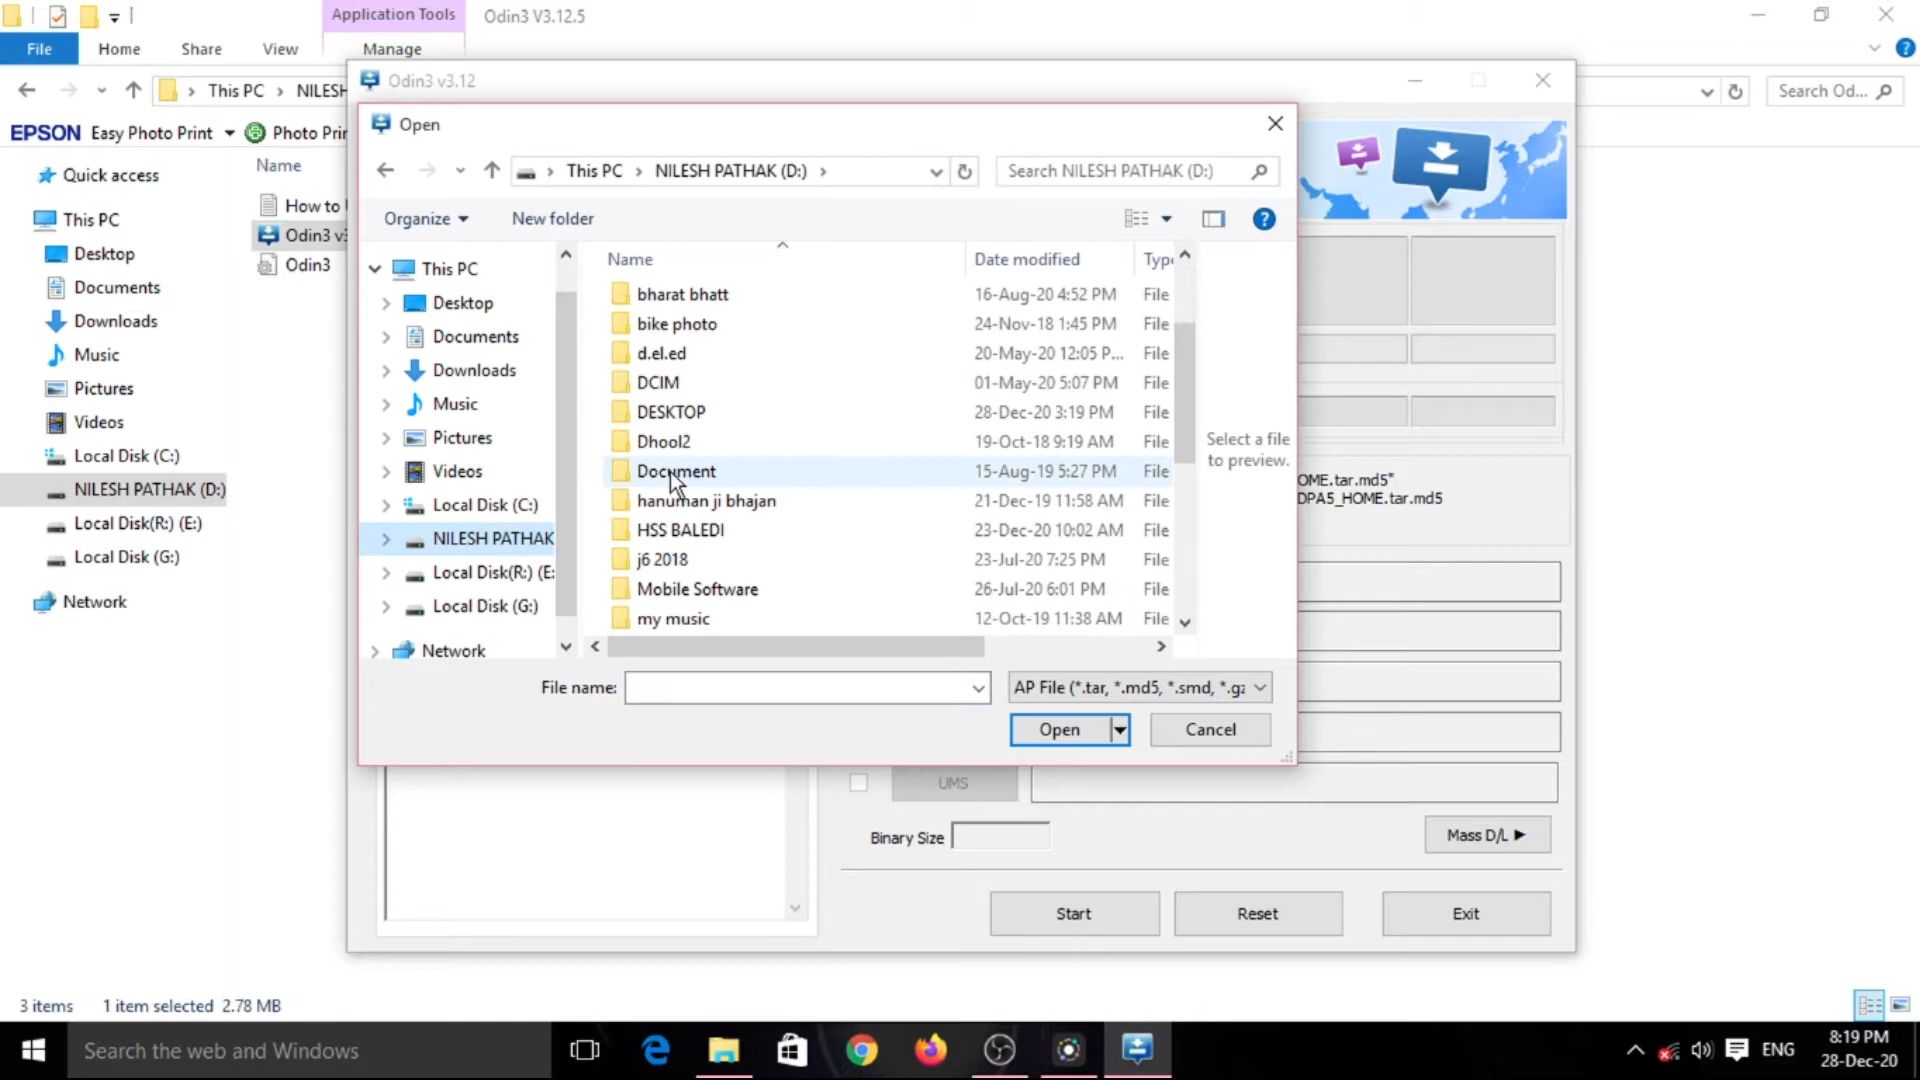 Application Tools
Odin3 V3.12.5
File
Home
Share
View
Manage
This PC
NILESH
Search Od...
EPSON
Easy Photo Print
Photo Prin
Quick access
This PC
Desktop
Documents
Downloads
Music
Pictures
Videos
Local Disk (C:)
NILESH PATHAK (D:)
Local Disk(R:) (E:)
Local Disk (G:)
Network
Name
How to
Odin3 v3
Odin3
Odin3 v3.12
Open
This PC
NILESH PATHAK (D:)
Search NILESH PATHAK (D:)
Organize
New folder
This PC
Desktop
Documents
Downloads
Music
Pictures
Videos
Local Disk (C:)
NILESH PATHAK
Local Disk(R:) (E:
Local Disk (G:)
Network
Name Date modified Type
bharat bhatt 16-Aug-20 4:52 PM File
bike photo 24-Nov-18 1:45 PM File
d.el.ed 20-May-20 12:05 P... File
DCIM 01-May-20 5:07 PM File
DESKTOP 28-Dec-20 3:19 PM File
Dhool2 19-Oct-18 9:19 AM File
Document 15-Aug-19 5:27 PM File
hanuman ji bhajan 21-Dec-19 11:58 AM File
HSS BALEDI 23-Dec-20 10:02 AM File
j6 2018 23-Jul-20 7:25 PM File
Mobile Software 26-Jul-20 6:01 PM File
my music 12-Oct-19 11:38 AM File
Select a file
to preview.
File name:
AP File (*.tar, *.md5, *.smd, *.gz
Open
Cancel
OME.tar.md5"
DPA5_HOME.tar.md5
UMS
Binary Size
Mass D/L
Start
Reset
Exit
3 items
1 item selected 2.78 MB
Search the web and Windows
ENG
8:19 PM
28-Dec-20